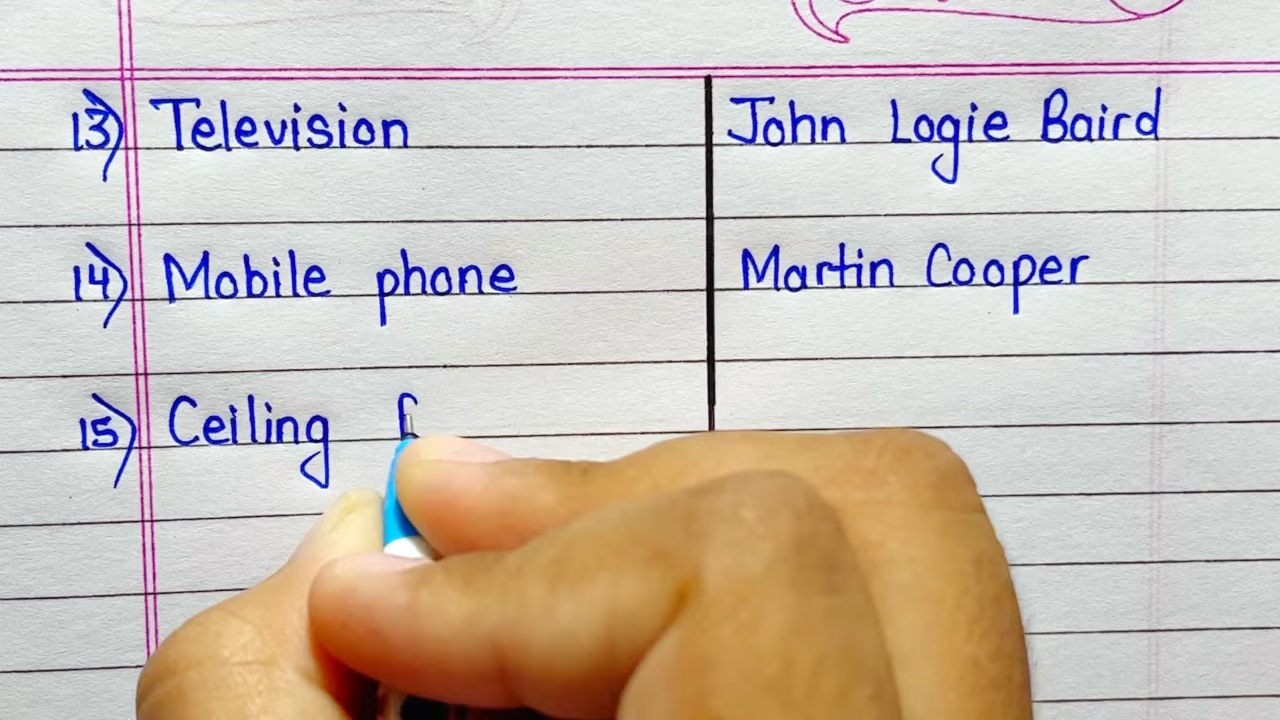 13) Television John Logie Baird
14) Mobile phone Martin Cooper
15) Ceiling